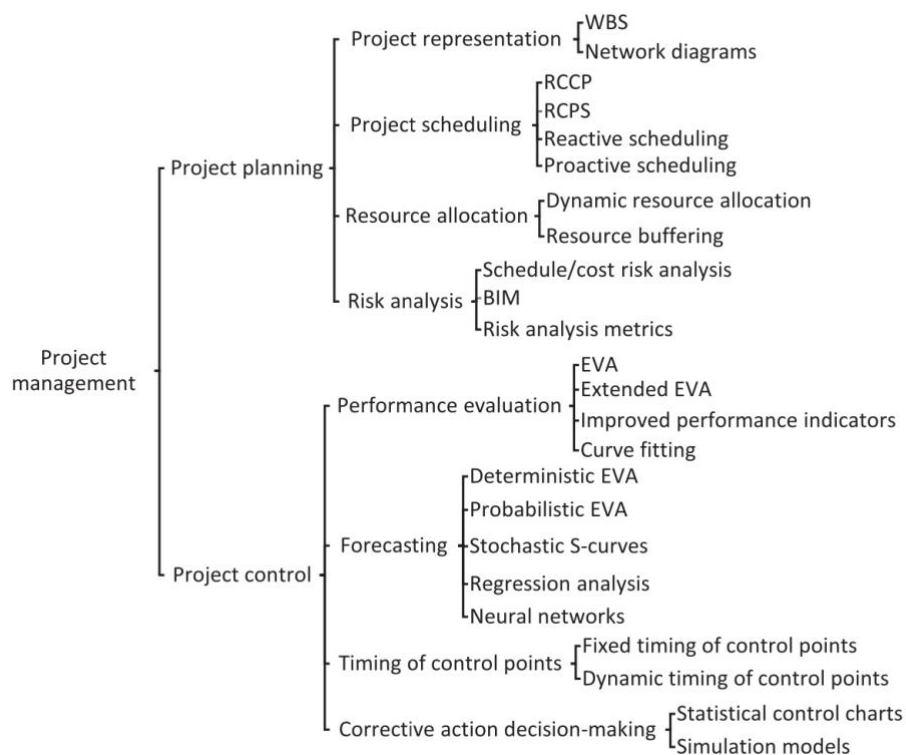 Project management
Project planning
Project representation
WBS
Network diagrams
Project scheduling
RCCP
RCPS
Reactive scheduling
Proactive scheduling
Resource allocation
Dynamic resource allocation
Resource buffering
Risk analysis
Schedule/cost risk analysis
BIM
Risk analysis metrics
Project control
Performance evaluation
EVA
Extended EVA
Improved performance indicators
Curve fitting
Forecasting
Deterministic EVA
Probabilistic EVA
Stochastic S-curves
Regression analysis
Neural networks
Timing of control points
Fixed timing of control points
Dynamic timing of control points
Corrective action decision-making
Statistical control charts
Simulation models